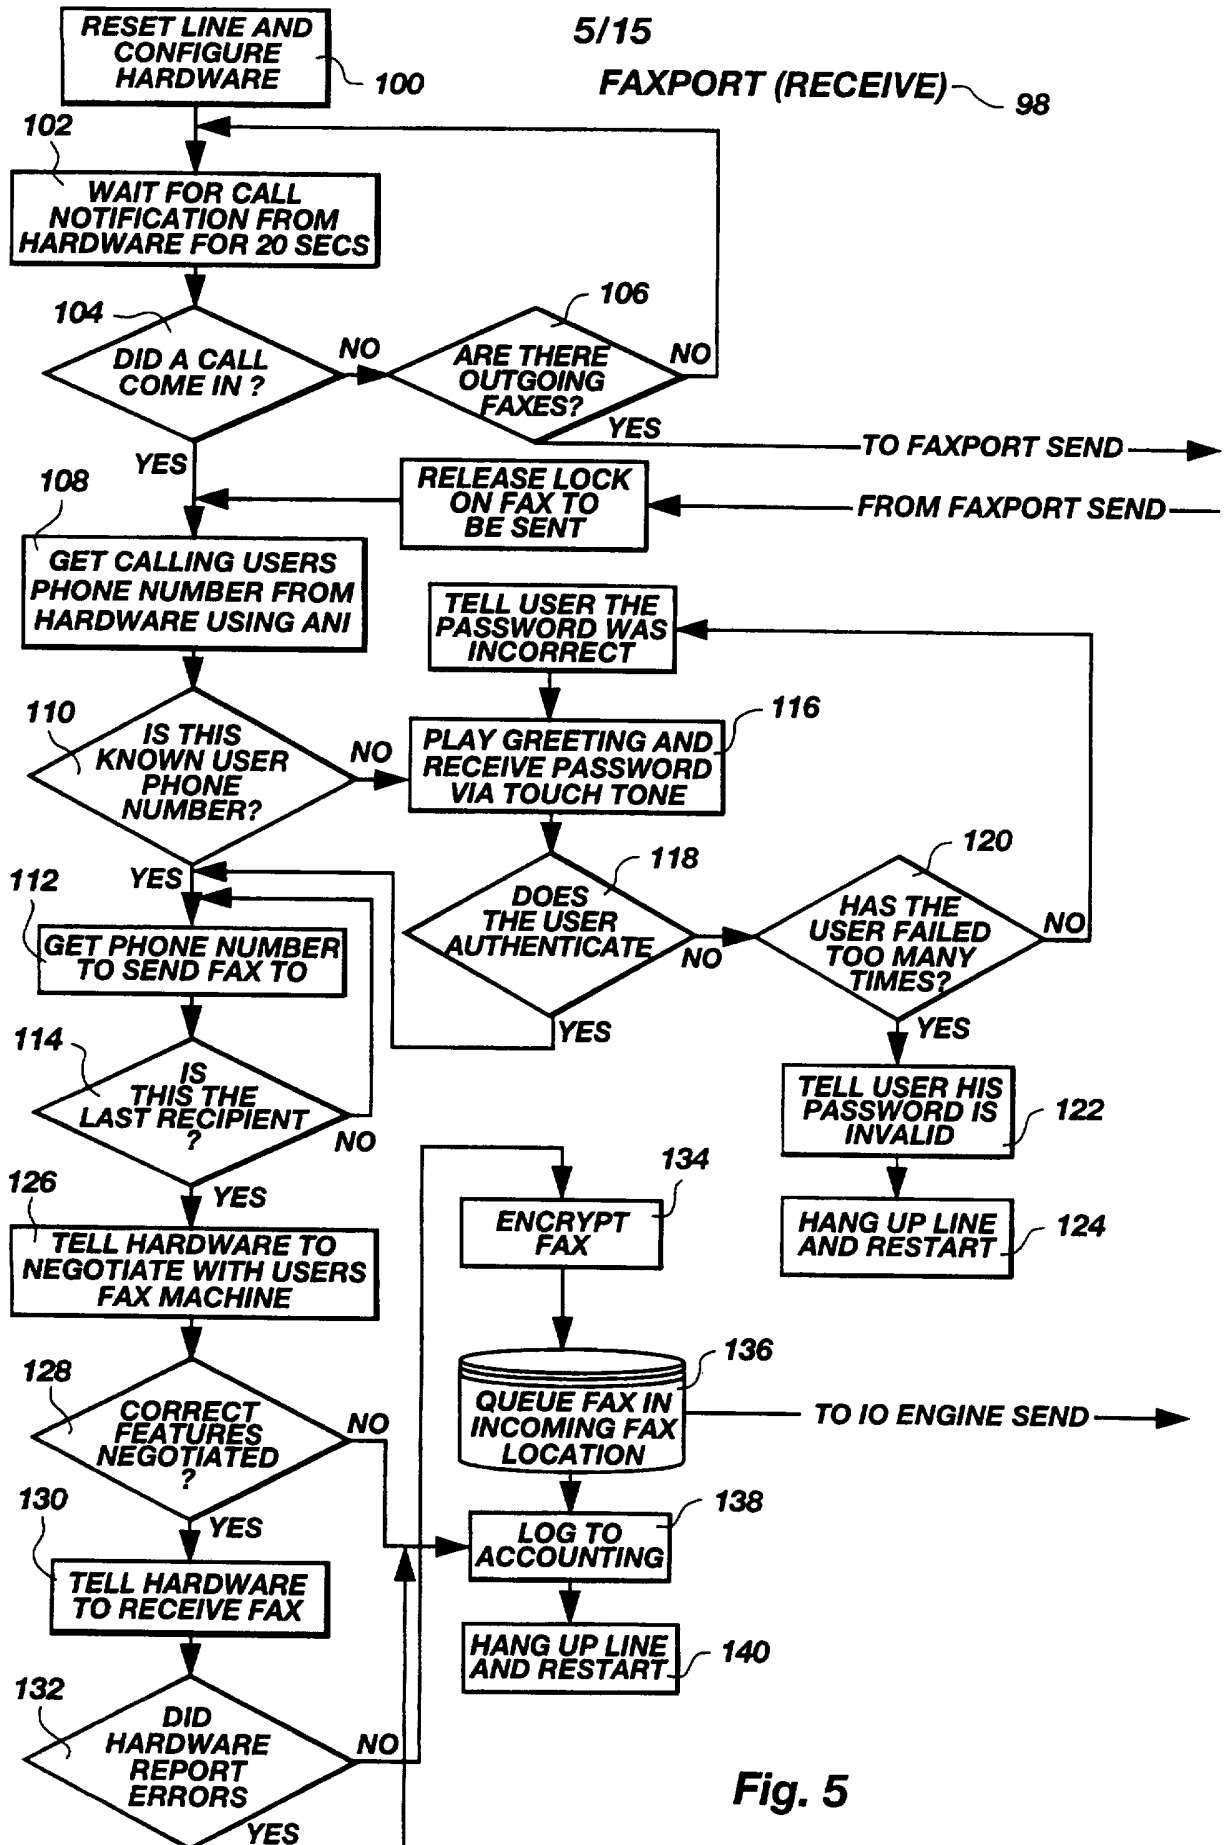 RESET LINE AND
CONFIGURE
HARDWARE
100
5/15
FAXPORT (RECEIVE)
98
102
WAIT FOR CALL
NOTIFICATION FROM
HARDWARE FOR 20 SECS
104
DID A CALL
COME IN ?
NO
106
ARE THERE
OUTGOING
FAXES?
NO
YES
TO FAXPORT SEND
YES
RELEASE LOCK
ON FAX TO
BE SENT
FROM FAXPORT SEND
108
GET CALLING USERS
PHONE NUMBER FROM
HARDWARE USING ANI
TELL USER THE
PASSWORD WAS
INCORRECT
110
IS THIS
KNOWN USER
PHONE
NUMBER?
NO
116
PLAY GREETING AND
RECEIVE PASSWORD
VIA TOUCH TONE
YES
118
DOES
THE USER
AUTHENTICATE
NO
YES
120
HAS THE
USER FAILED
TOO MANY
TIMES?
NO
YES
112
GET PHONE NUMBER
TO SEND FAX TO
114
IS
THIS THE
LAST RECIPIENT
?
NO
YES
TELL USER HIS
PASSWORD IS
INVALID
122
HANG UP LINE
AND RESTART
124
126
TELL HARDWARE TO
NEGOTIATE WITH USERS
FAX MACHINE
134
ENCRYPT
FAX
128
CORRECT
FEATURES
NEGOTIATED
?
NO
YES
136
QUEUE FAX IN
INCOMING FAX
LOCATION
TO IO ENGINE SEND
130
TELL HARDWARE
TO RECEIVE FAX
138
LOG TO
ACCOUNTING
HANG UP LINE
AND RESTART
140
132
DID
HARDWARE
REPORT
ERRORS
NO
YES
Fig. 5